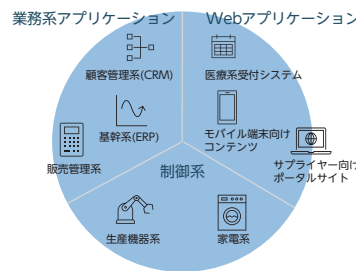 業務系アプリケーション
Webアプリケーション
顧客管理系(CRM)
医療系受付システム
基幹系(ERP)
モバイル端末向け
コンテンツ
販売管理系
サプライヤー向け
ポータルサイト
制御系
生産機器系
家電系